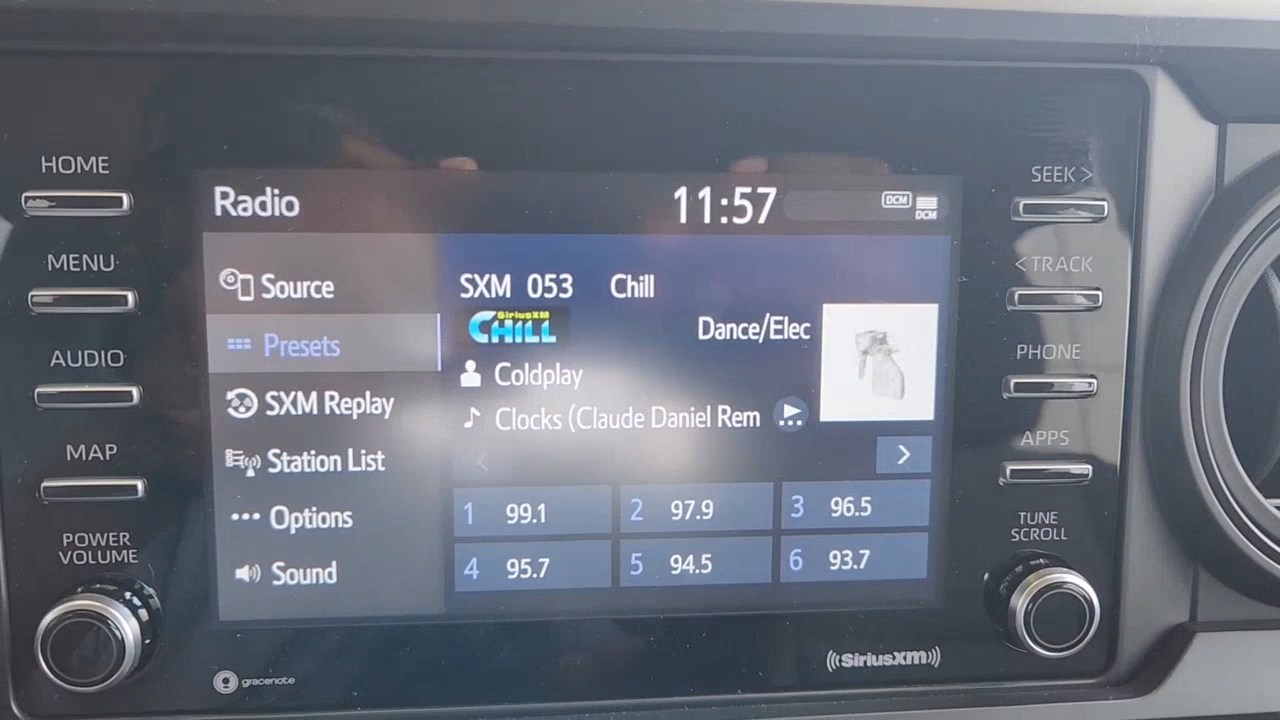 HOME
MENU
AUDIO
MAP
POWER
VOLUME
Radio
11:57
DCM
DCM
Source
Presets
SXM Replay
Station List
Options
Sound
SXM 053 Chill
SiriusXM
CHILL
Dance/Elec
Coldplay
Clocks (Claude Daniel Rem
1 99.1
2 97.9
3 96.5
4 95.7
5 94.5
6 93.7
SEEK >
< TRACK
PHONE
APPS
TUNE
SCROLL
gracenote
SiriusXM